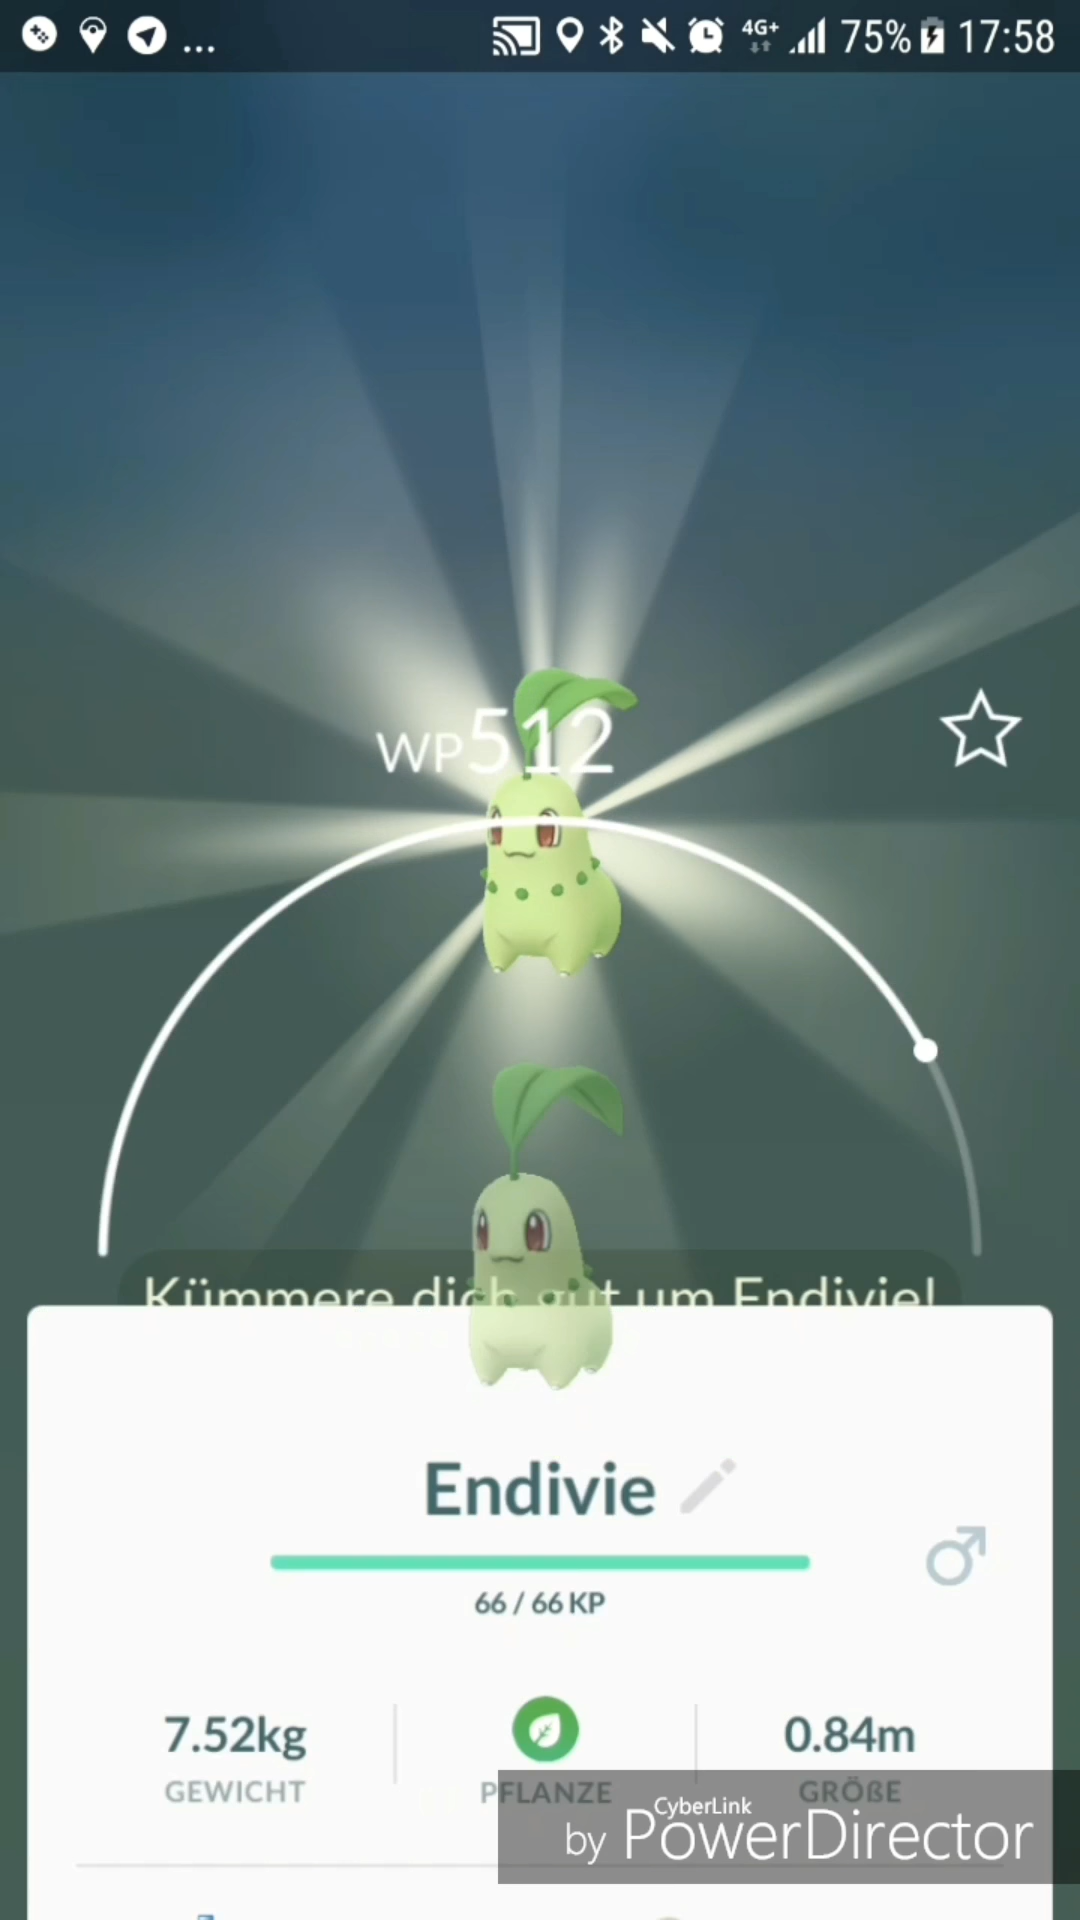 4G+ 75% 17:58
WP512
Kümmere dich gut um Endivie!
Endivie
66 / 66 KP
7.52kg
0.84m
GEWICHT
PFLANZE
GRÖßE
CyberLink
by PowerDirector